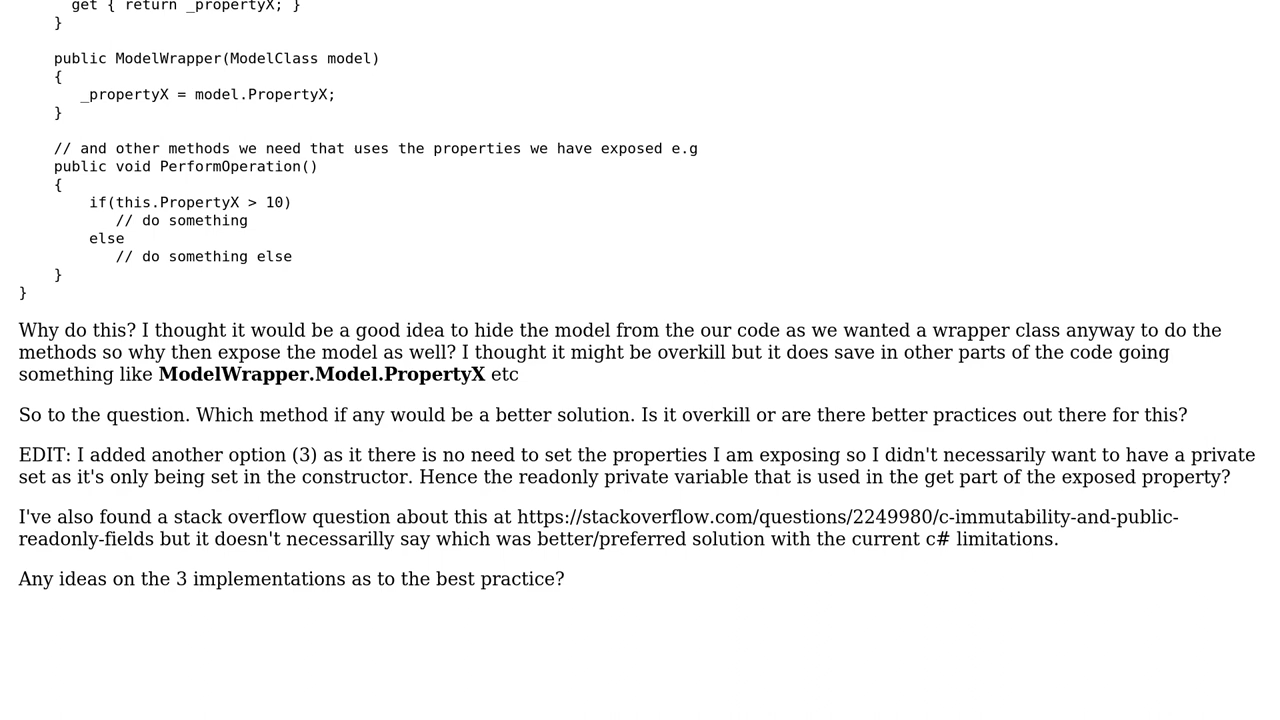 get { return _propertyX; }
}
public ModelWrapper(ModelClass model)
{
_propertyX = model.PropertyX;
}
// and other methods we need that uses the properties we have exposed e.g
public void PerformOperation()
{
if(this.PropertyX > 10)
// do something
else
// do something else
}
}
Why do this? I thought it would be a good idea to hide the model from the our code as we wanted a wrapper class anyway to do the
methods so why then expose the model as well? I thought it might be overkill but it does save in other parts of the code going
something like ModelWrapper.Model.PropertyX etc
So to the question. Which method if any would be a better solution. Is it overkill or are there better practices out there for this?
EDIT: I added another option (3) as it there is no need to set the properties I am exposing so I didn't necessarily want to have a private
set as it's only being set in the constructor. Hence the readonly private variable that is used in the get part of the exposed property?
I've also found a stack overflow question about this at https://stackoverflow.com/questions/2249980/c-immutability-and-public-
readonly-fields but it doesn't necessarilly say which was better/preferred solution with the current c# limitations.
Any ideas on the 3 implementations as to the best practice?